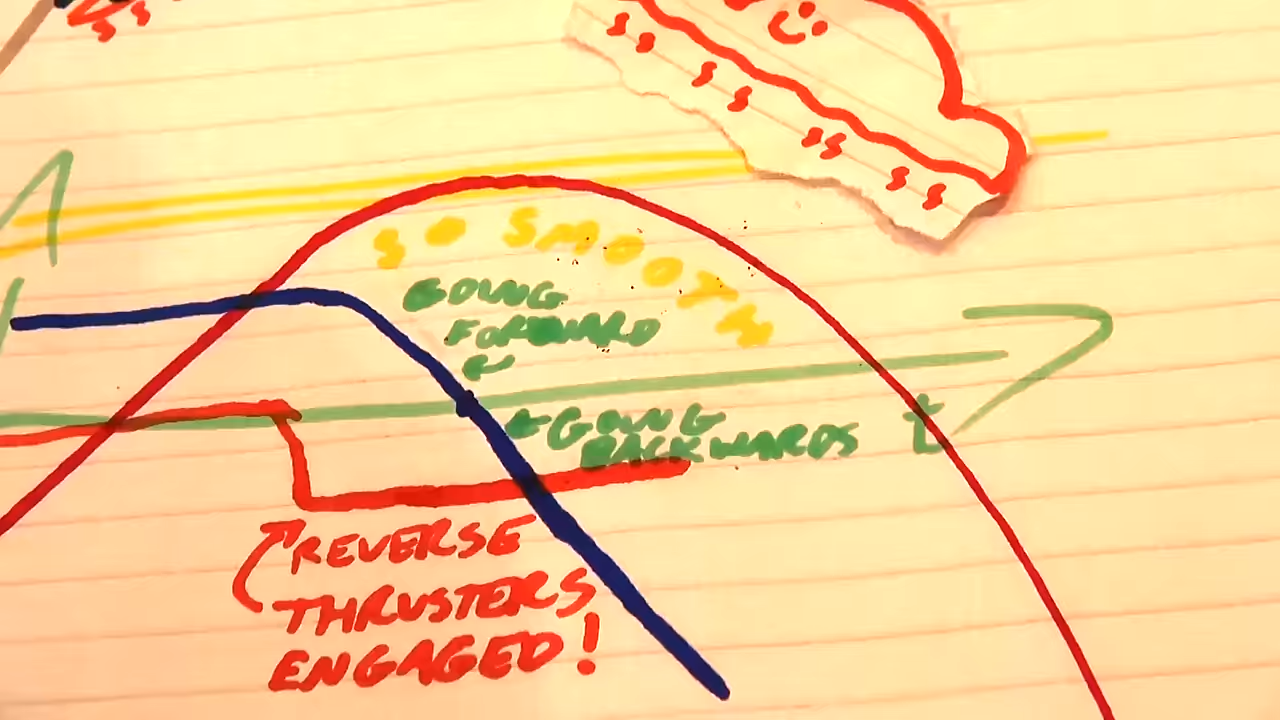 SO SMOOTH
GOING
FORWARD
GOING
BACKWARDS
REVERSE
THRUSTERS
ENGAGED!